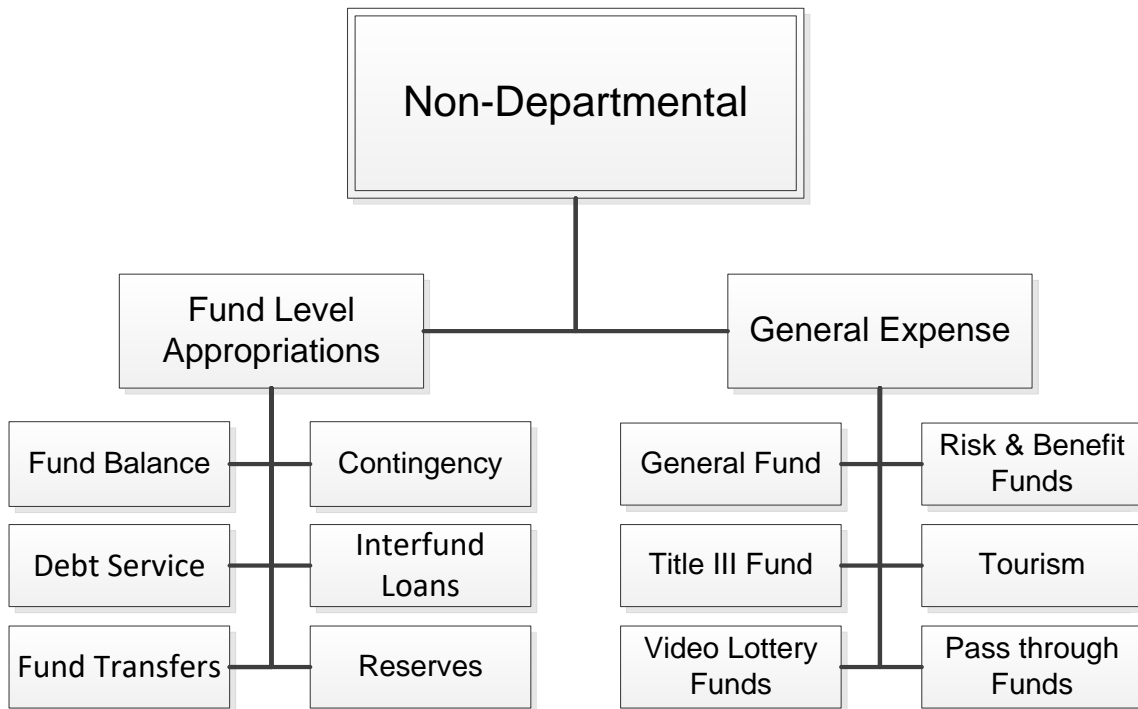 Non-Departmental
Fund Level
Appropriations
General Expense
Fund Balance
Contingency
Debt Service
Interfund
Loans
Fund Transfers
Reserves
General Fund
Risk & Benefit
Funds
Title III Fund
Tourism
Video Lottery
Funds
Pass through
Funds